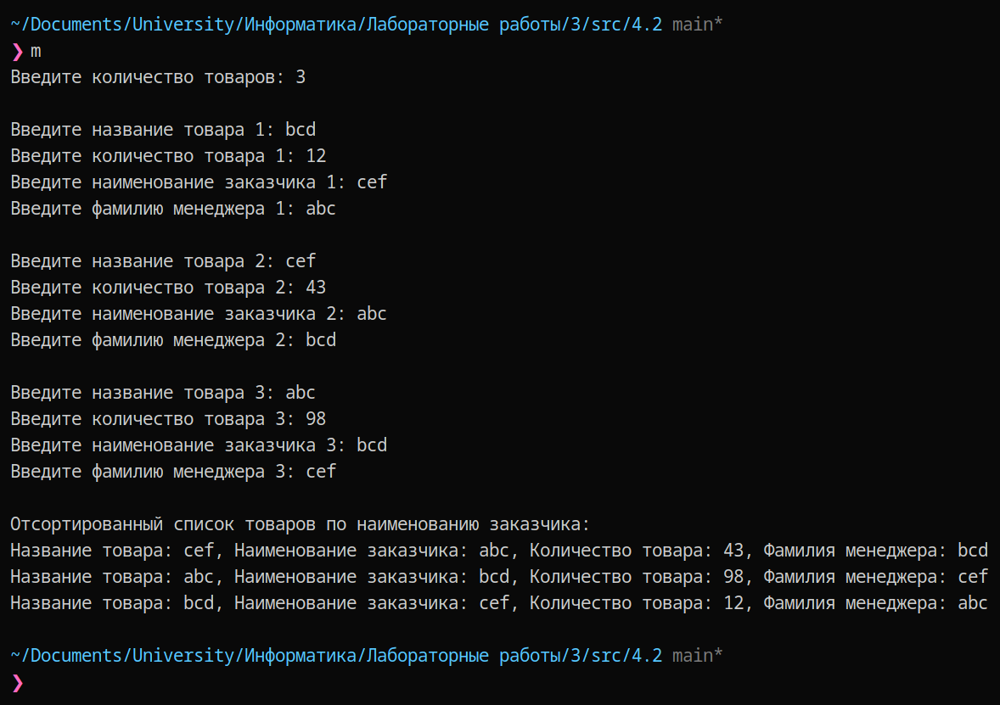 ~/Documents/University/Информатика/Лабораторные работы/3/src/4.2 main*
❯ m
Введите количество товаров: 3
Введите название товара 1: bcd
Введите количество товара 1: 12
Введите наименование заказчика 1: cef
Введите фамилию менеджера 1: abc
Введите название товара 2: cef
Введите количество товара 2: 43
Введите наименование заказчика 2: abc
Введите фамилию менеджера 2: bcd
Введите название товара 3: abc
Введите количество товара 3: 98
Введите наименование заказчика 3: bcd
Введите фамилию менеджера 3: cef
Отсортированный список товаров по наименованию заказчика:
Название товара: cef, Наименование заказчика: abc, Количество товара: 43, Фамилия менеджера: bcd
Название товара: abc, Наименование заказчика: bcd, Количество товара: 98, Фамилия менеджера: cef
Название товара: bcd, Наименование заказчика: cef, Количество товара: 12, Фамилия менеджера: abc
~/Documents/University/Информатика/Лабораторные работы/3/src/4.2 main*
❯